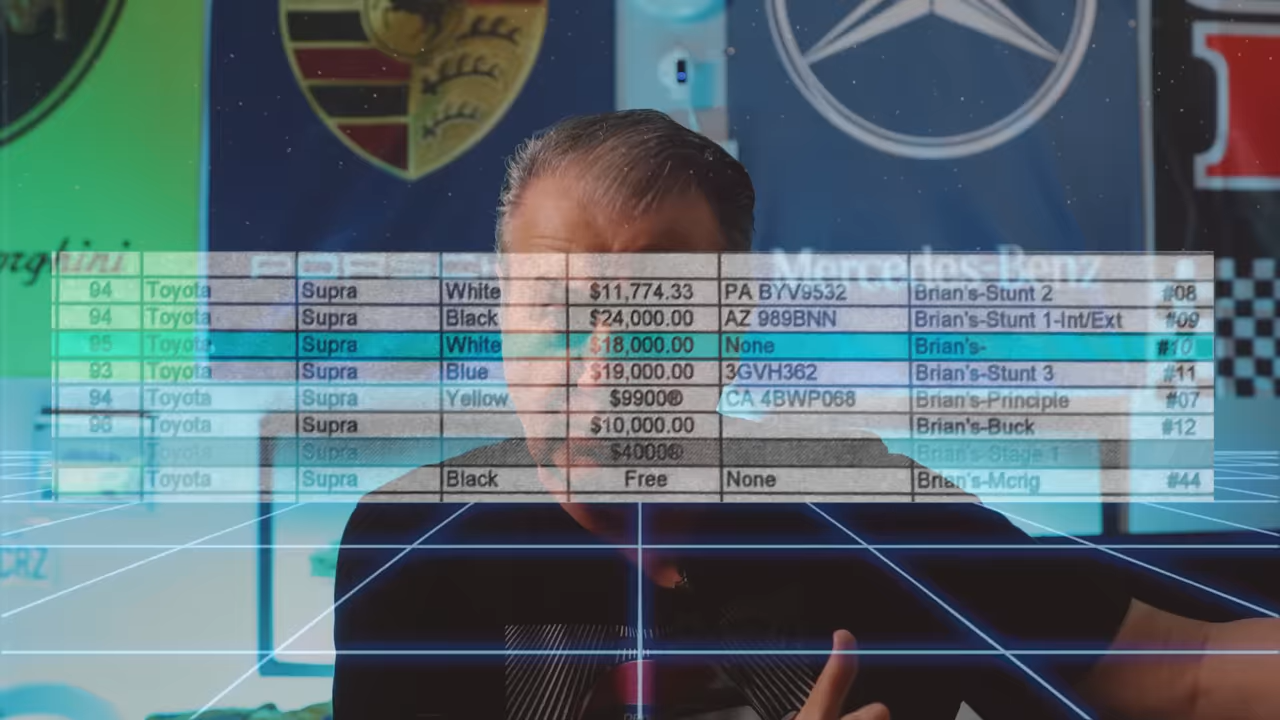 orghini
PORSCHE
Mercedes-Benz
94 Toyota Supra White $11,774.33 PA BYV9532 Brian's-Stunt 2 #08
94 Toyota Supra Black $24,000.00 AZ 989BNN Brian's-Stunt 1-Int/Ext #09
95 Toyota Supra White $18,000.00 None Brian's- #10
93 Toyota Supra Blue $19,000.00 3GVH362 Brian's-Stunt 3 #11
94 Toyota Supra Yellow $9900® CA 4BWP068 Brian's-Principle #07
96 Toyota Supra $10,000.00 Brian's-Buck #12
Toyota Supra $4000® Brian's-Stage 1
Toyota Supra Black Free None Brian's-Mcrig #44
CRZ